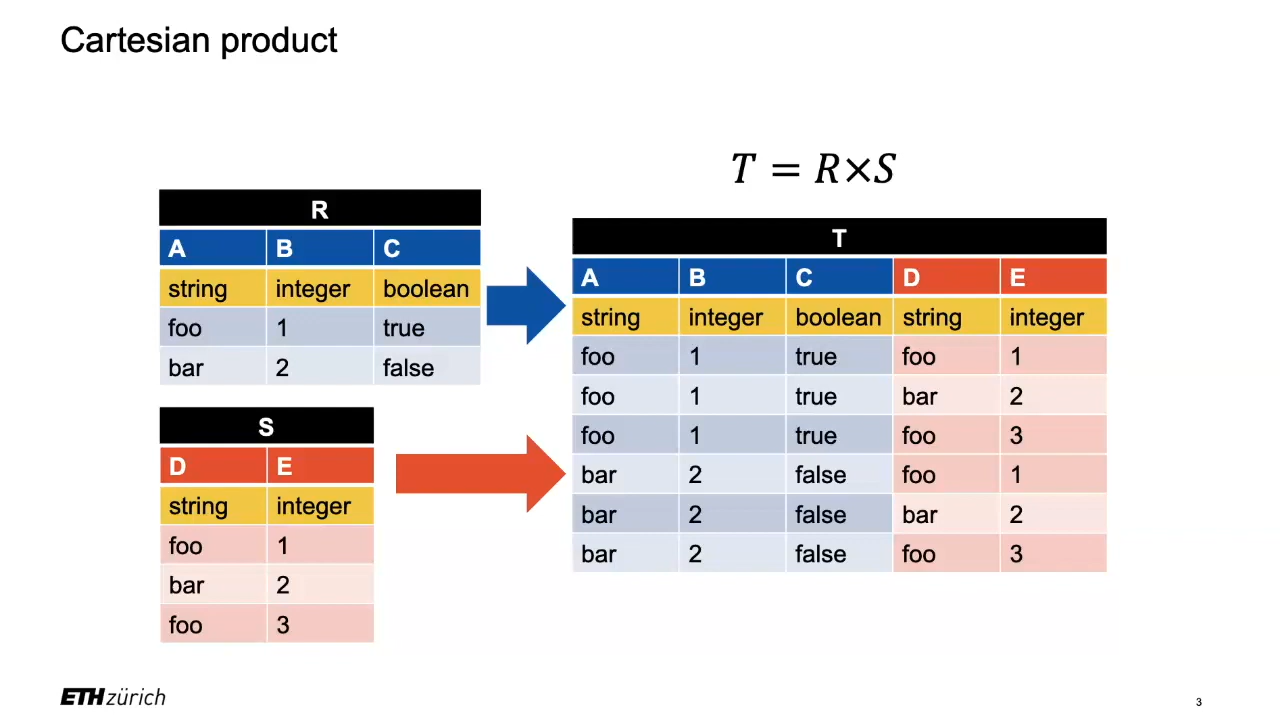 Cartesian product
T = R×S
R
A B C
string integer boolean
foo 1 true
bar 2 false
S
D E
string integer
foo 1
bar 2
foo 3
T
A B C D E
string integer boolean string integer
foo 1 true foo 1
foo 1 true bar 2
foo 1 true foo 3
bar 2 false foo 1
bar 2 false bar 2
bar 2 false foo 3
ETH zürich
3